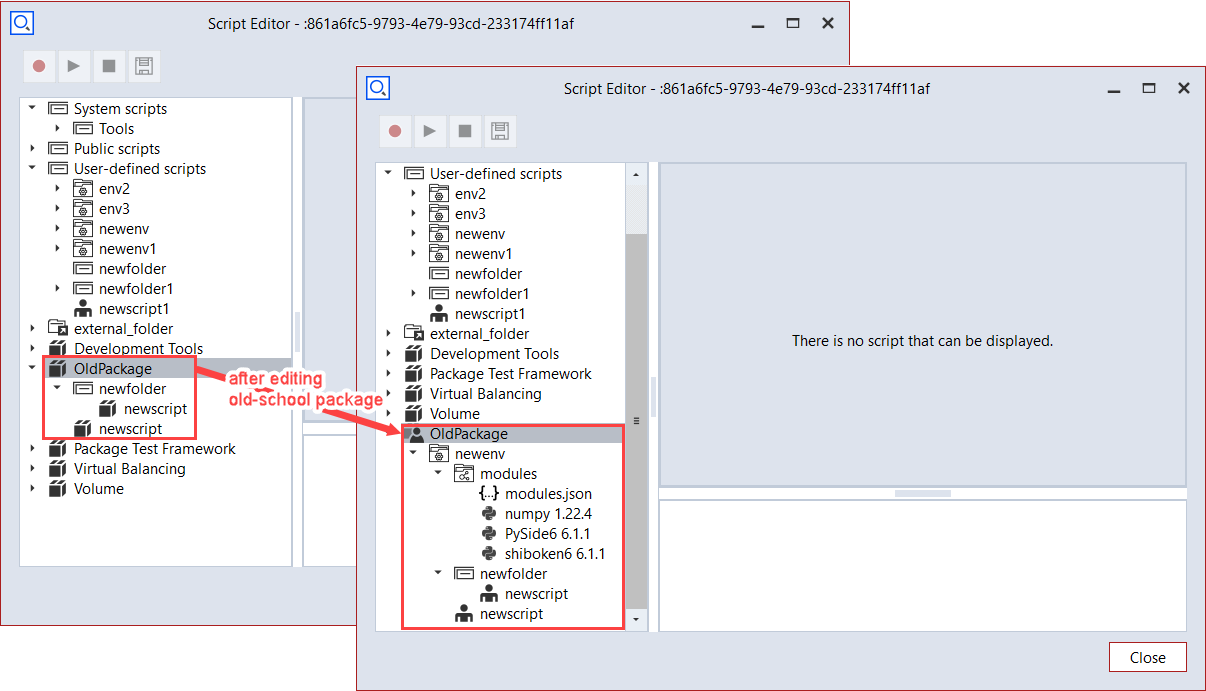 Script Editor - :861a6fc5-9793-4e79-93cd-233174ff11af
System scripts
Tools
Public scripts
User-defined scripts
env2
env3
newenv
newenv1
newfolder
newfolder1
newscript1
external_folder
Development Tools
OldPackage
newfolder
newscript
newscript
Package Test Framework
Virtual Balancing
Volume
after editing
old-school package
Script Editor - :861a6fc5-9793-4e79-93cd-233174ff11af
User-defined scripts
env2
env3
newenv
newenv1
newfolder
newfolder1
newscript1
external_folder
Development Tools
Package Test Framework
Virtual Balancing
Volume
OldPackage
newenv
modules
{...} modules.json
numpy 1.22.4
PySide6 6.1.1
shiboken6 6.1.1
newfolder
newscript
newscript
There is no script that can be displayed.
Close